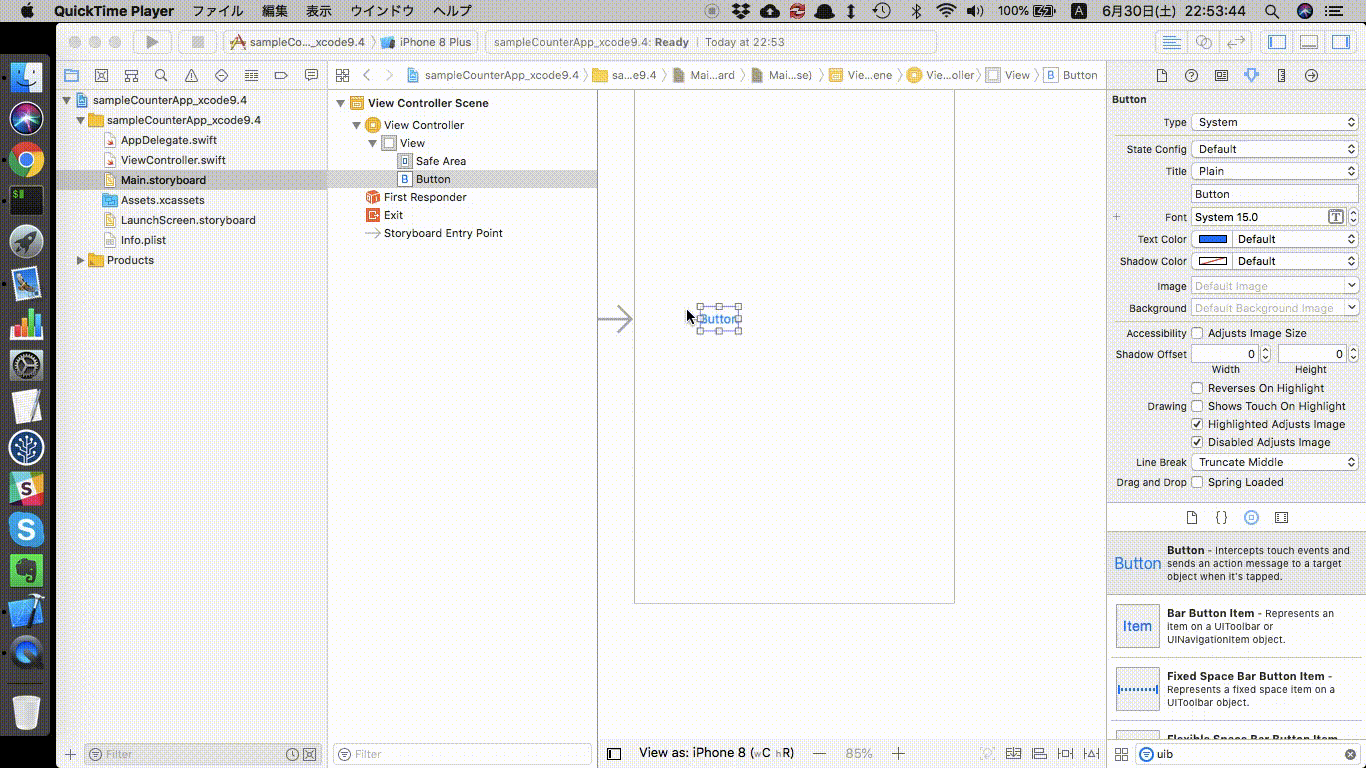 QuickTime Player ファイル 編集 表示 ウインドウ ヘルプ 100% A 6月30日(土) 22:53:44
sampleCo..._xcode9.4 〉 iPhone 8 Plus sampleCounterApp_xcode9.4: Ready | Today at 22:53
sampleCounterApp_xcode9.4 〉 sa...e9.4 〉 Mai...ard 〉 Mai...se) 〉 Vie...ene 〉 Vie...oller 〉 View 〉 B Button
sampleCounterApp_xcode9.4
sampleCounterApp_xcode9.4
AppDelegate.swift
ViewController.swift
Main.storyboard
Assets.xcassets
LaunchScreen.storyboard
Info.plist
Products
Filter
View Controller Scene
View Controller
View
Safe Area
B Button
First Responder
Exit
Storyboard Entry Point
Filter
Button
View as: iPhone 8 (wC hR) — 85% +
Button
Type System
State Config Default
Title Plain
Button
+ Font System 15.0 T
Text Color Default
Shadow Color Default
Image Default Image
Background Default Background Image
Accessibility Adjusts Image Size
Shadow Offset 0 0
Width Height
Reverses On Highlight
Drawing Shows Touch On Highlight
Highlighted Adjusts Image
Disabled Adjusts Image
Line Break Truncate Middle
Drag and Drop Spring Loaded
{}
Button
Button - Intercepts touch events and
sends an action message to a target
object when it's tapped.
Item
Bar Button Item - Represents an
item on a UIToolbar or
UINavigationItem object.
Fixed Space Bar Button Item -
Represents a fixed space item on a
UIToolbar object.
Flexible Space Bar Button Item
uib